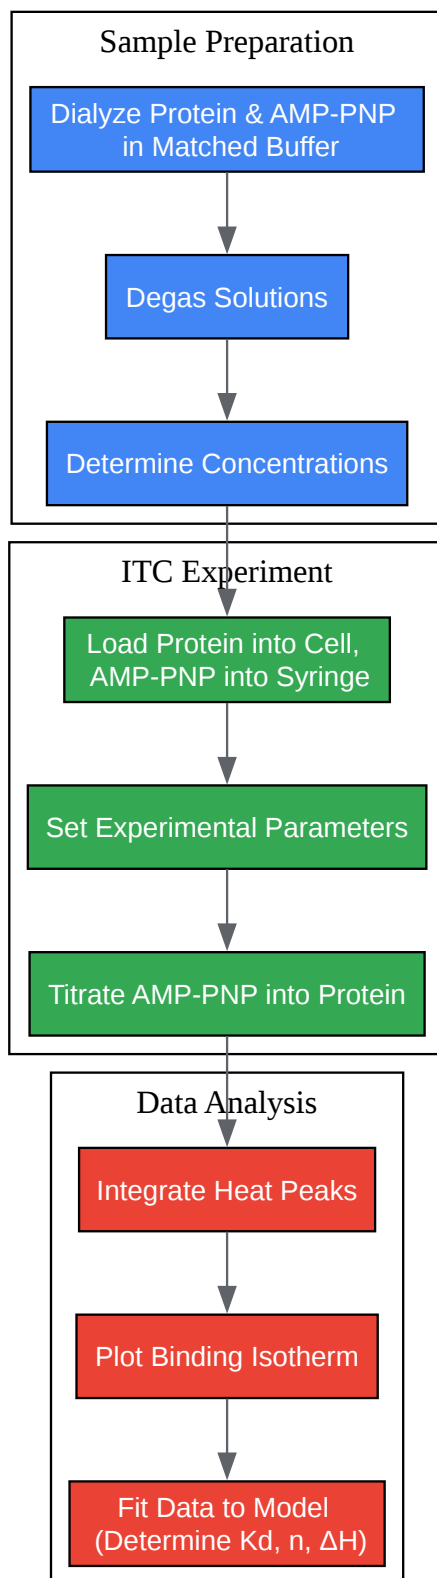 Sample Preparation
Dialyze Protein & AMP-PNP
in Matched Buffer
Degas Solutions
Determine Concentrations
ITC Experiment
Load Protein into Cell,
AMP-PNP into Syringe
Set Experimental Parameters
Titrate AMP-PNP into Protein
Data Analysis
Integrate Heat Peaks
Plot Binding Isotherm
Fit Data to Model
(Determine Kd, n, ΔH)